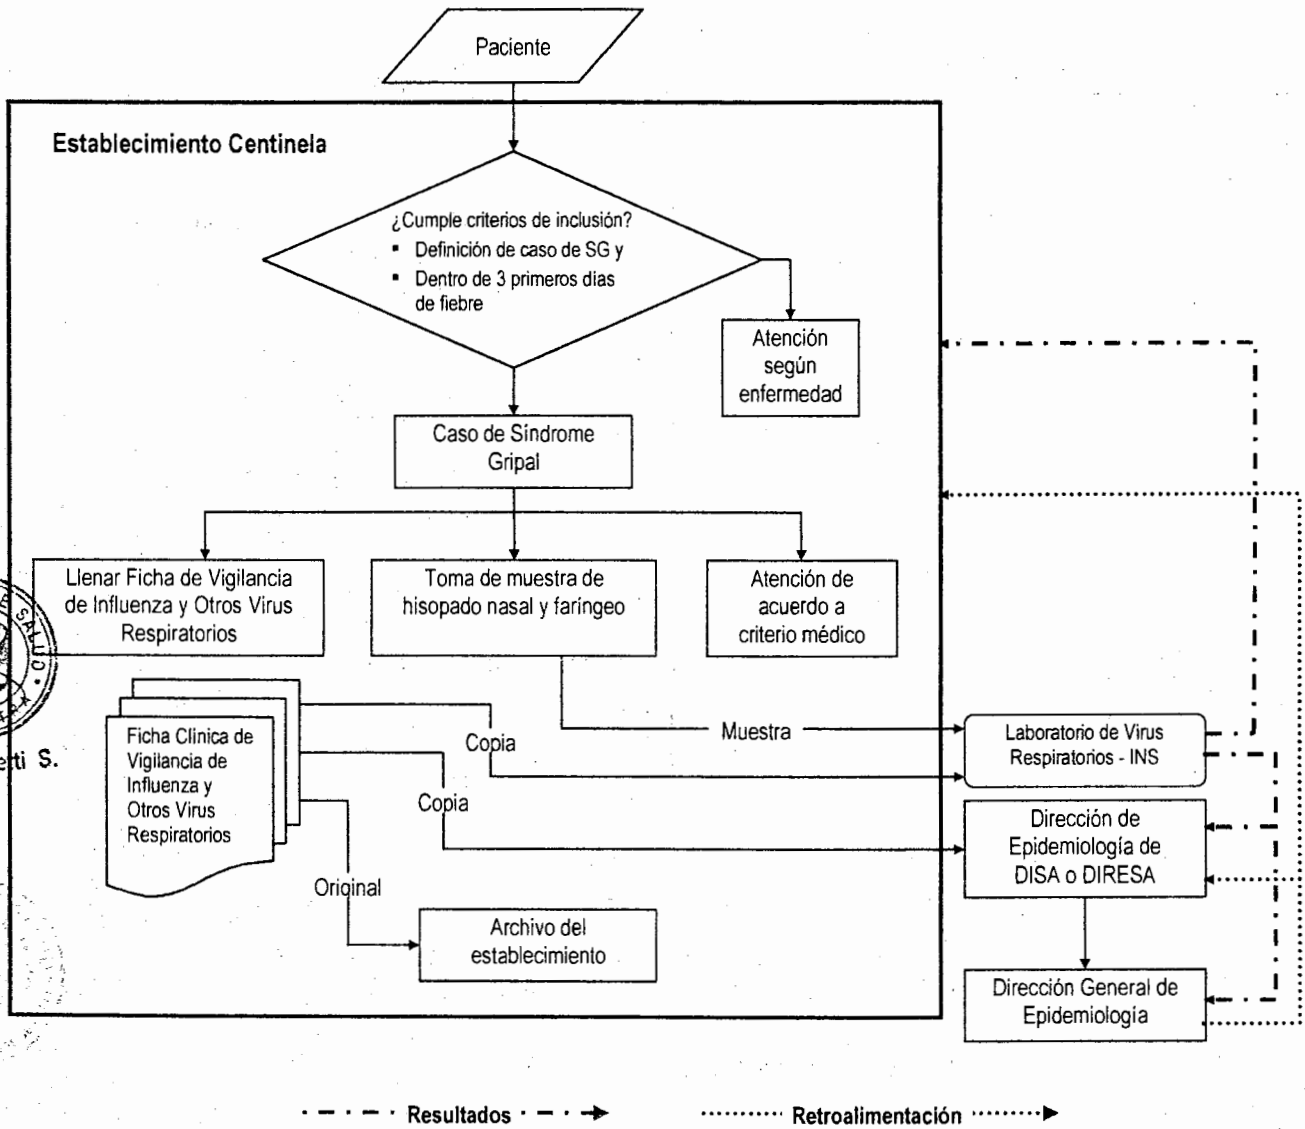 Paciente
Establecimiento Centinela
¿Cumple criterios de inclusión?
▪ Definición de caso de SG y
▪ Dentro de 3 primeros días
de fiebre
Atención
según
enfermedad
Caso de Síndrome
Gripal
Llenar Ficha de Vigilancia
de Influenza y Otros Virus
Respiratorios
Toma de muestra de
hisopado nasal y faríngeo
Atención de
acuerdo a
criterio médico
SALUD
Ficha Clínica de
Vigilancia de
Influenza y
Otros Virus
Respiratorios
S.
Copia
Muestra
Laboratorio de Virus
Respiratorios - INS
Copia
Dirección de
Epidemiología de
DISA o DIRESA
Original
Archivo del
establecimiento
Dirección General de
Epidemiología
Resultados
Retroalimentación